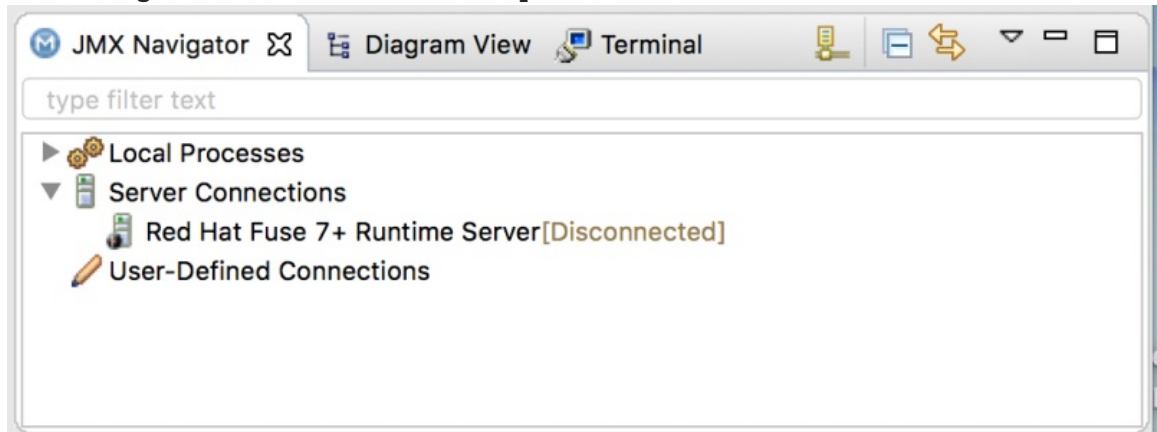 JMX Navigator Diagram View Terminal
type filter text
Local Processes
Server Connections
Red Hat Fuse 7+ Runtime Server[Disconnected]
User-Defined Connections